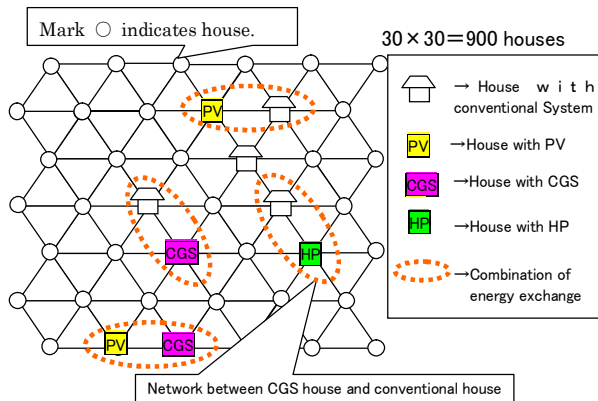 Mark ○ indicates house.
30×30＝900 houses
→ House with
conventional System
PV
→House with PV
CGS
→House with CGS
HP
→House with HP
→Combination of
energy exchange
PV
CGS
HP
PV
CGS
Network between CGS house and conventional house